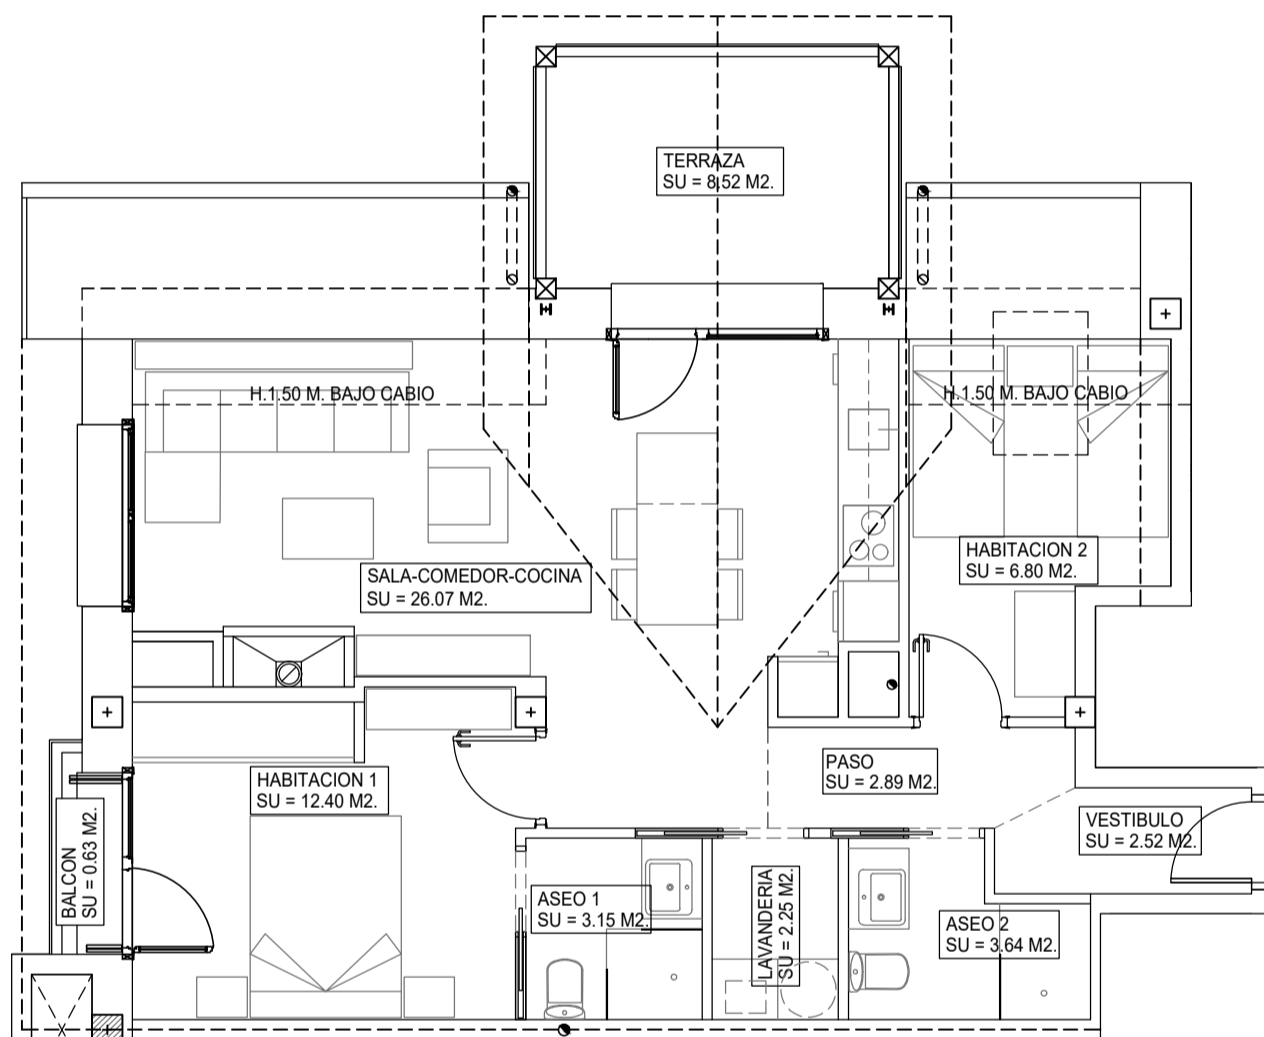 TERRAZA
SU = 8.52 M2.
H.1.50 M. BAJO CABIO
H.1.50 M. BAJO CABIO
HABITACION 2
SU = 6.80 M2.
SALA-COMEDOR-COCINA
SU = 26.07 M2.
PASO
SU = 2.89 M2.
HABITACION 1
SU = 12.40 M2.
VESTIBULO
SU = 2.52 M2.
BALCON
SU = 0.63 M2.
ASEO 1
SU = 3.15 M2.
LAVANDERIA
SU = 2.25 M2.
ASEO 2
SU = 3.64 M2.